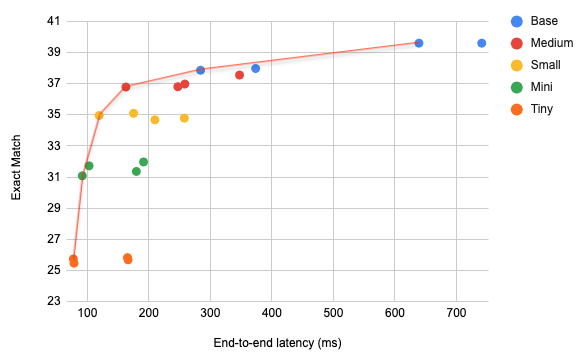 41
39
37
35
33
31
29
27
25
23
Exact Match
100 200 300 400 500 600 700
End-to-end latency (ms)
Base
Medium
Small
Mini
Tiny